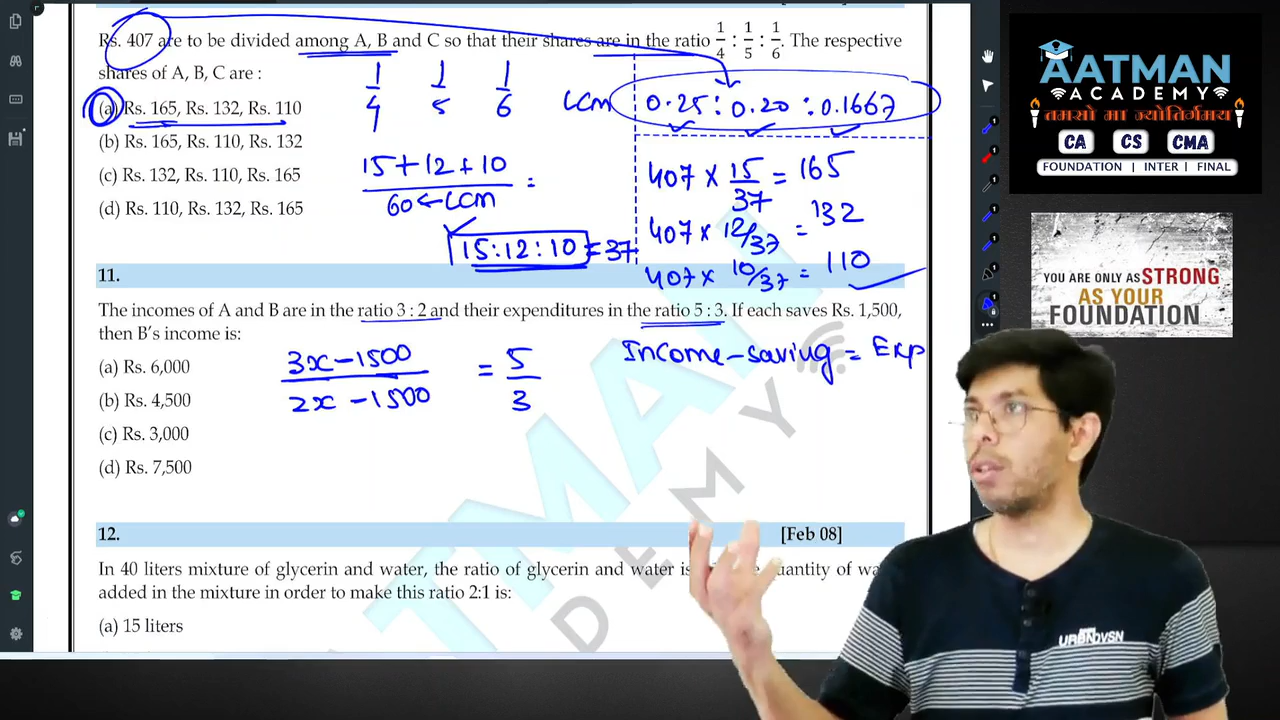 Rs. 407 are to be divided among A, B and C so that their shares are in the ratio 1/4 : 1/5 : 1/6. The respective
shares of A, B, C are :
(a) Rs. 165, Rs. 132, Rs. 110
(b) Rs. 165, Rs. 110, Rs. 132
(c) Rs. 132, Rs. 110, Rs. 165
(d) Rs. 110, Rs. 132, Rs. 165
1/4 1/5 1/6
LCM 0.25 : 0.20 : 0.1667
15+12+10 / 60 ← LCM =
15:12:10 = 37
407 × 15/37 = 165
407 × 12/37 = 132
407 × 10/37 = 110
11.
The incomes of A and B are in the ratio 3 : 2 and their expenditures in the ratio 5 : 3. If each saves Rs. 1,500,
then B's income is:
(a) Rs. 6,000
(b) Rs. 4,500
(c) Rs. 3,000
(d) Rs. 7,500
3x - 1500 / 2x - 1500 = 5/3
Income - saving = Exp
12. [Feb 08]
In 40 liters mixture of glycerin and water, the ratio of glycerin and water is
added in the mixture in order to make this ratio 2:1 is:
(a) 15 liters
AATMAN
ACADEMY
तमसो मा ज्योतिर्गमय
CA CS CMA
FOUNDATION | INTER | FINAL
YOU ARE ONLY AS STRONG
AS YOUR
FOUNDATION
URBNDVSN